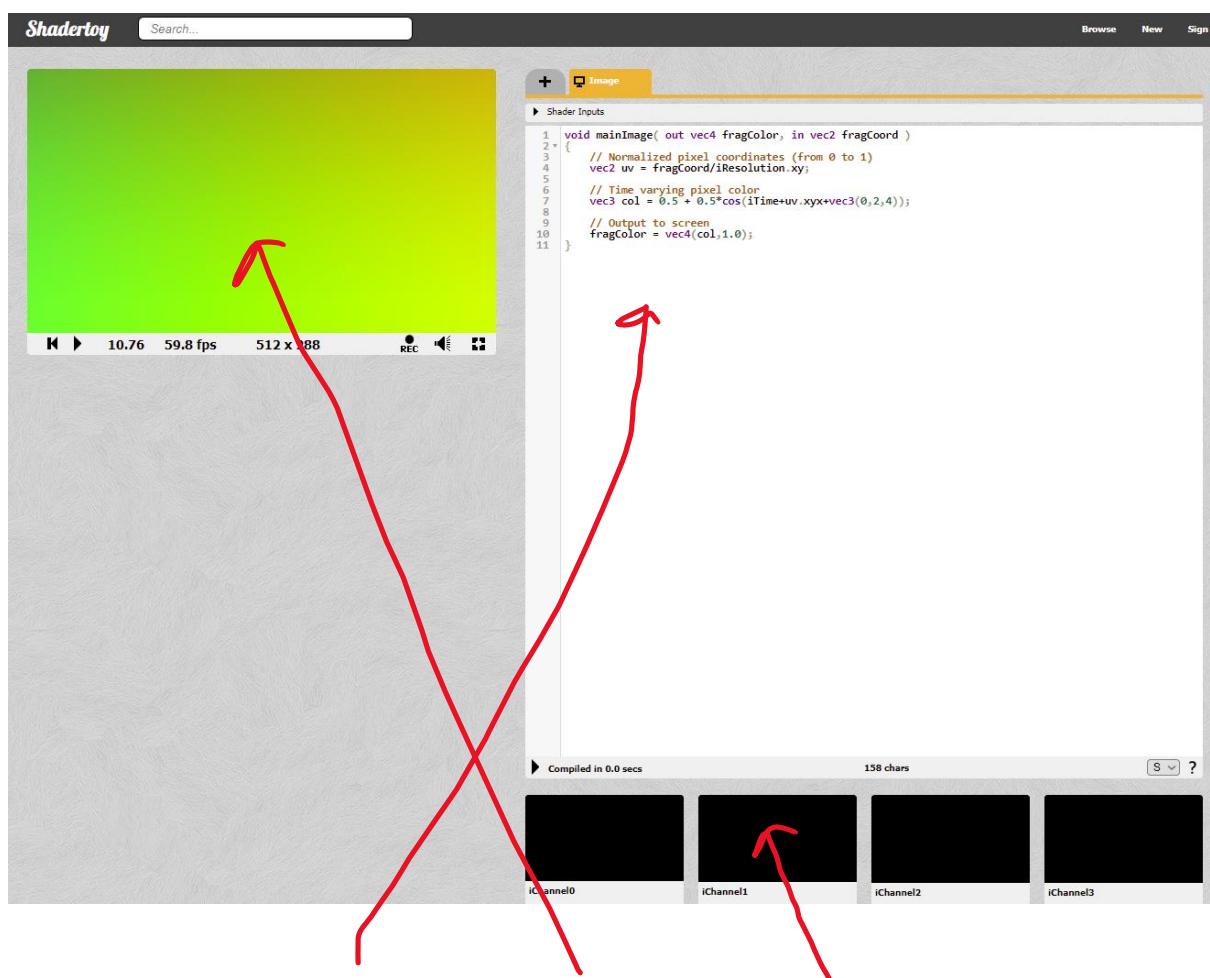 Shadertoy
Search...
Browse New Sign
+ Image
Shader Inputs
1 void mainImage( out vec4 fragColor, in vec2 fragCoord )
2 {
3 // Normalized pixel coordinates (from 0 to 1)
4 vec2 uv = fragCoord/iResolution.xy;
5
6 // Time varying pixel color
7 vec3 col = 0.5 + 0.5*cos(iTime+uv.xyx+vec3(0,2,4));
8
9 // Output to screen
10 fragColor = vec4(col,1.0);
11 }
10.76 59.8 fps 512 x 288
REC
Compiled in 0.0 secs 158 chars S ?
iChannel0 iChannel1 iChannel2 iChannel3